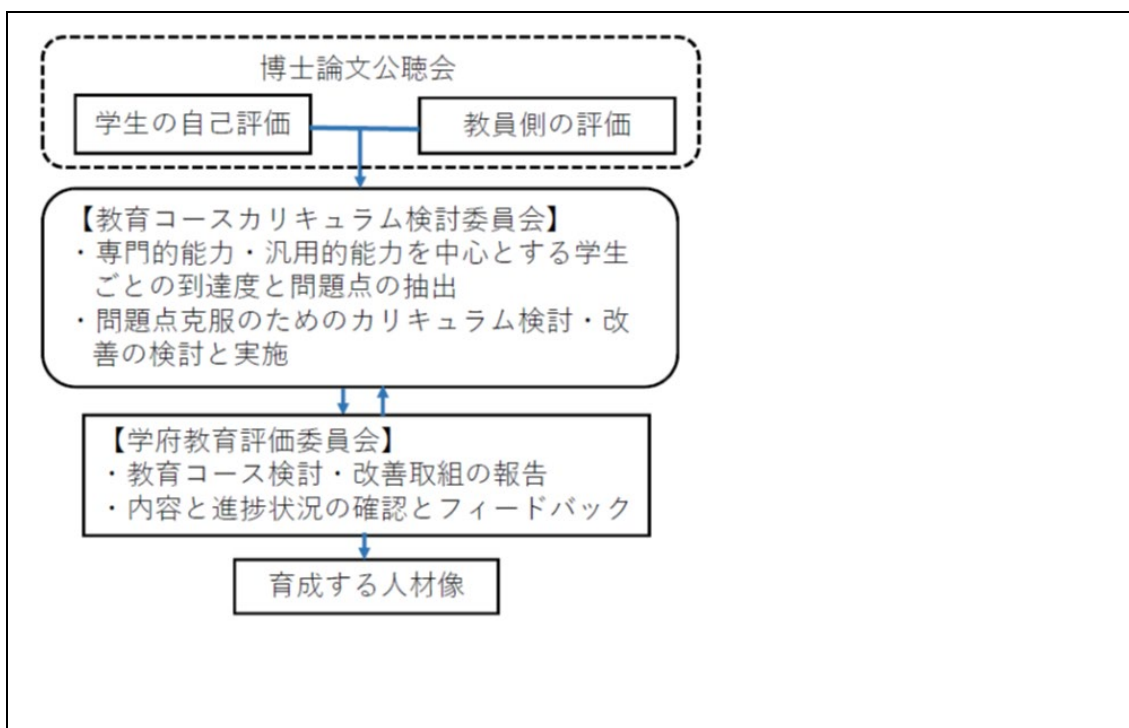 博士論文公聴会
学生の自己評価
教員側の評価
【教育コースカリキュラム検討委員会】
・専門的能力・汎用的能力を中心とする学生
ごとの到達度と問題点の抽出
・問題点克服のためのカリキュラム検討・改
善の検討と実施
【学府教育評価委員会】
・教育コース検討・改善取組の報告
・内容と進捗状況の確認とフィードバック
育成する人材像